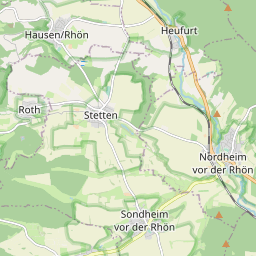 Hausen/Rhön
Heufurt
Roth
Stetten
Nordheim
vor der Rhön
Sondheim
vor der Rhön